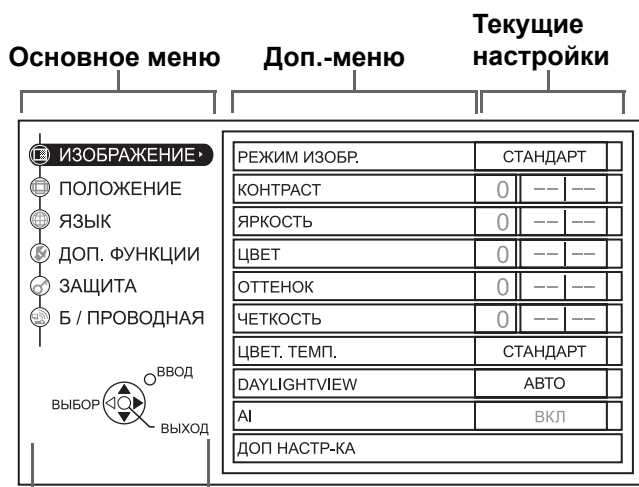 Основное меню
Доп.-меню
Текущие
настройки
ИЗОБРАЖЕНИЕ
ПОЛОЖЕНИЕ
ЯЗЫК
ДОП. ФУНКЦИИ
ЗАЩИТА
Б / ПРОВОДНАЯ
ВВОД
ВЫБОР
ВЫХОД
РЕЖИМ ИЗОБР. СТАНДАРТ
КОНТРАСТ 0
ЯРКОСТЬ 0
ЦВЕТ 0
ОТТЕНОК 0
ЧЕТКОСТЬ 0
ЦВЕТ. ТЕМП. СТАНДАРТ
DAYLIGHTVIEW АВТО
AI ВКЛ
ДОП НАСТР-КА